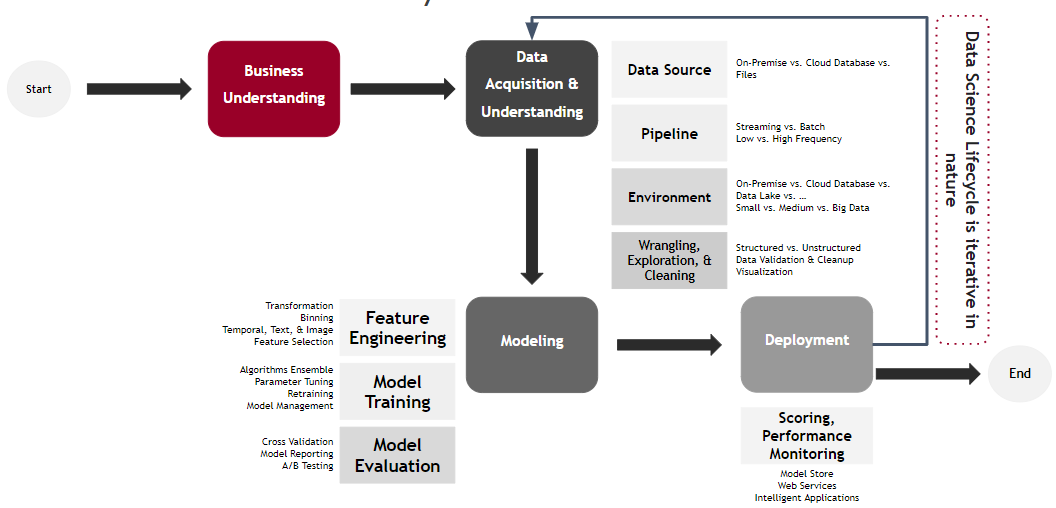 Start
Business
Understanding
Data
Acquisition &
Understanding
Data Source
On-Premise vs. Cloud Database vs.
Files
Pipeline
Streaming vs. Batch
Low vs. High Frequency
Environment
On-Premise vs. Cloud Database vs.
Data Lake vs. ...
Small vs. Medium vs. Big Data
Wrangling,
Exploration, &
Cleaning
Structured vs. Unstructured
Data Validation & Cleanup
Visualization
Data Science Lifecycle is iterative in
nature
Transformation
Binning
Temporal, Text, & Image
Feature Selection
Feature
Engineering
Algorithms Ensemble
Parameter Tuning
Retraining
Model Management
Model
Training
Cross Validation
Model Reporting
A/B Testing
Model
Evaluation
Modeling
Deployment
End
Scoring,
Performance
Monitoring
Model Store
Web Services
Intelligent Applications